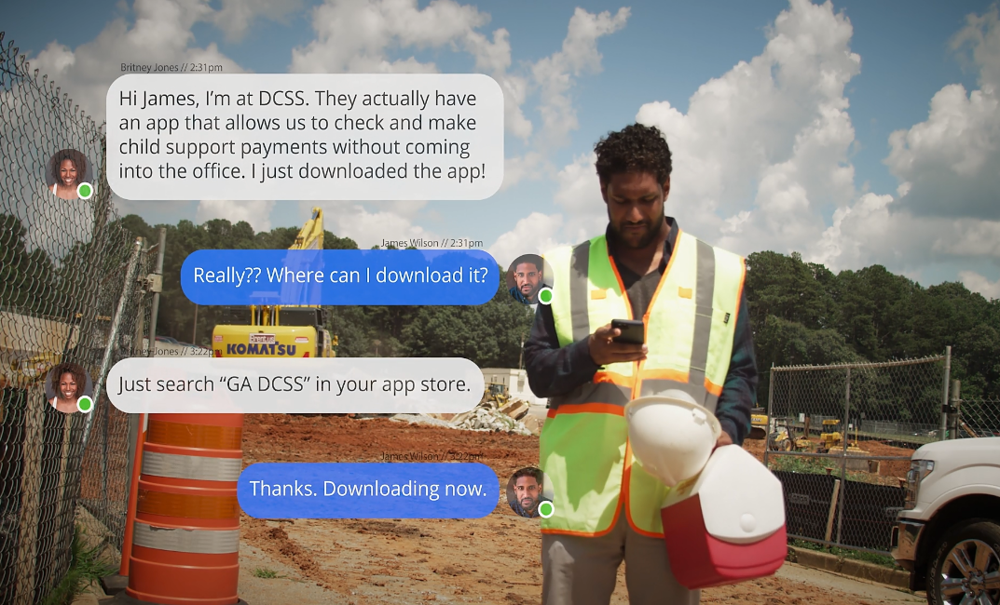 Britney Jones // 2:31pm
Hi James, I'm at DCSS. They actually have
an app that allows us to check and make
child support payments without coming
into the office. I just downloaded the app!
James Wilson // 2:31pm
Really?? Where can I download it?
KOMATSU
Britney Jones // 3:22pm
Just search “GA DCSS” in your app store.
James Wilson // 3:22pm
Thanks. Downloading now.